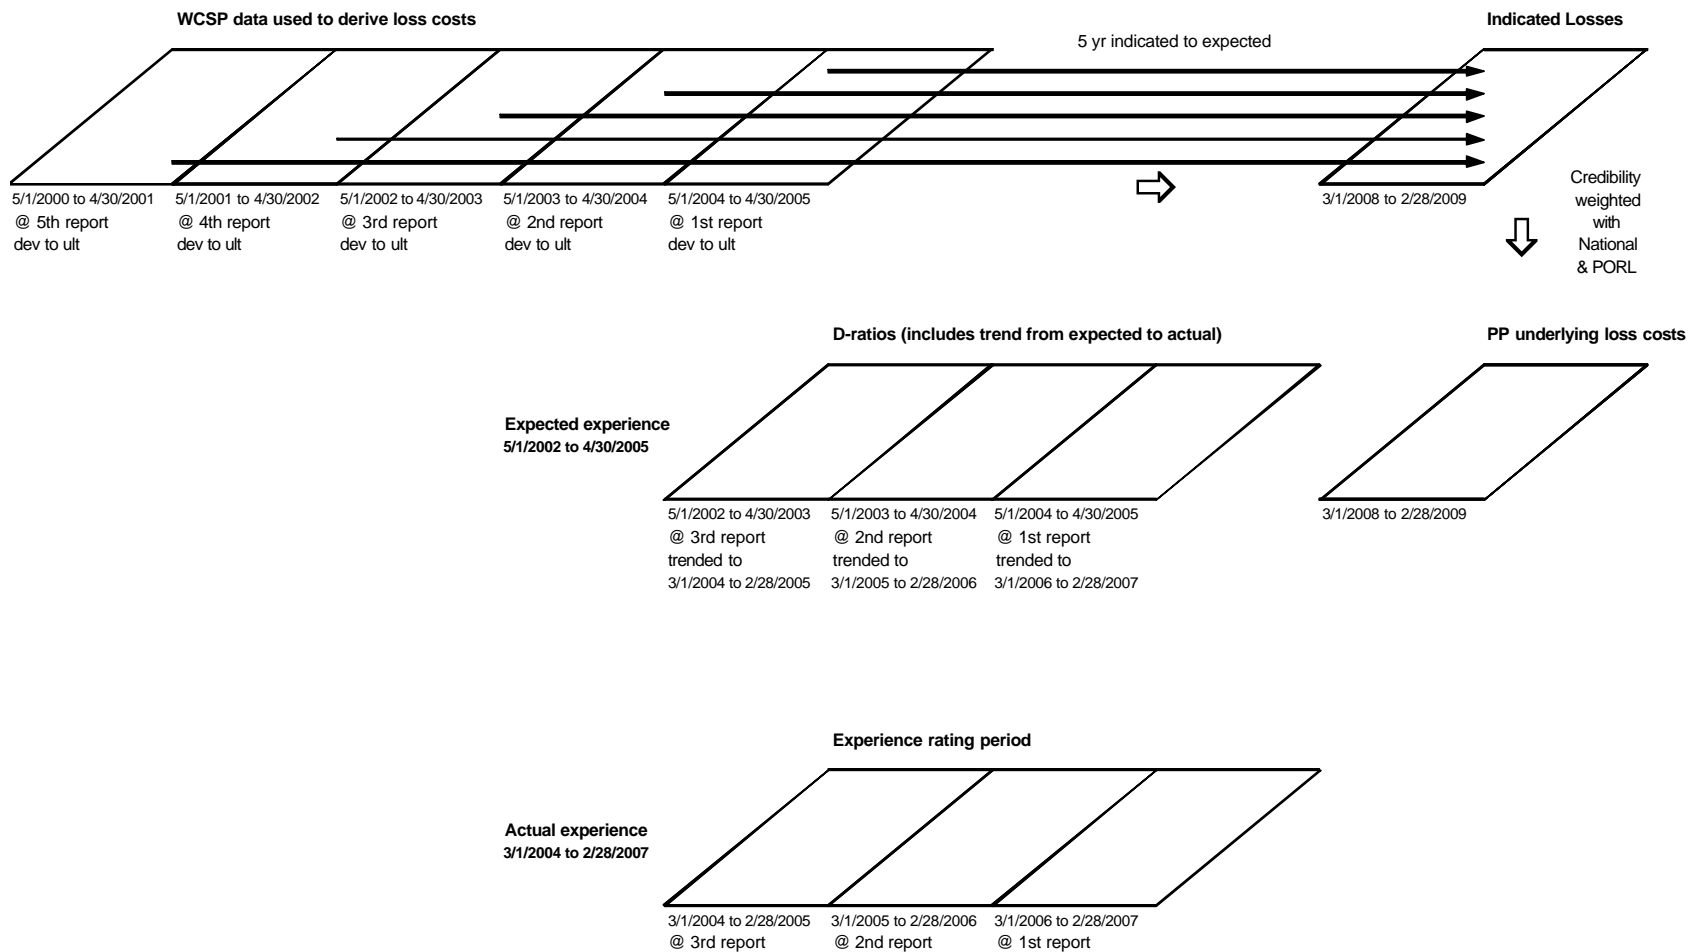 WCSP data used to derive loss costs
Indicated Losses
5 yr indicated to expected
5/1/2000 to 4/30/2001
@ 5th report
dev to ult
5/1/2001 to 4/30/2002
@ 4th report
dev to ult
5/1/2002 to 4/30/2003
@ 3rd report
dev to ult
5/1/2003 to 4/30/2004
@ 2nd report
dev to ult
5/1/2004 to 4/30/2005
@ 1st report
dev to ult
3/1/2008 to 2/28/2009
Credibility
weighted
with
National
& PORL
D-ratios (includes trend from expected to actual)
PP underlying loss costs
Expected experience
5/1/2002 to 4/30/2005
5/1/2002 to 4/30/2003
@ 3rd report
trended to
3/1/2004 to 2/28/2005
5/1/2003 to 4/30/2004
@ 2nd report
trended to
3/1/2005 to 2/28/2006
5/1/2004 to 4/30/2005
@ 1st report
trended to
3/1/2006 to 2/28/2007
3/1/2008 to 2/28/2009
Experience rating period
Actual experience
3/1/2004 to 2/28/2007
3/1/2004 to 2/28/2005
@ 3rd report
3/1/2005 to 2/28/2006
@ 2nd report
3/1/2006 to 2/28/2007
@ 1st report